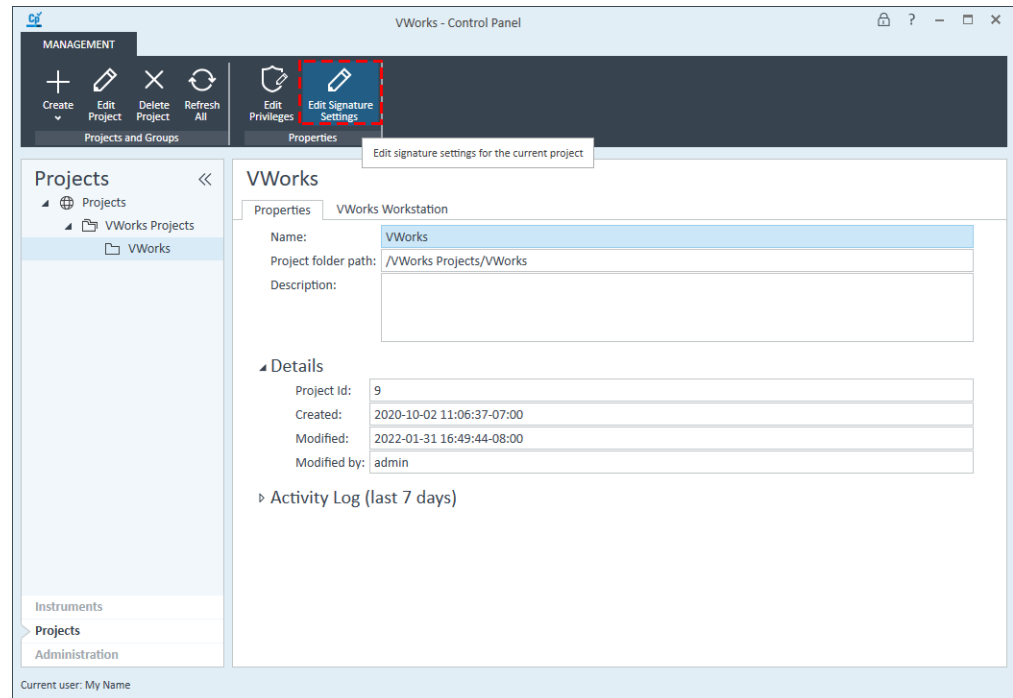 Cp
VWorks - Control Panel
?
MANAGEMENT
Create
Edit Project
Delete Project
Refresh All
Projects and Groups
Edit Privileges
Edit Signature Settings
Properties
Edit signature settings for the current project
Projects
Projects
VWorks Projects
VWorks
Instruments
Projects
Administration
VWorks
Properties
VWorks Workstation
Name: VWorks
Project folder path: /VWorks Projects/VWorks
Description:
Details
Project Id: 9
Created: 2020-10-02 11:06:37-07:00
Modified: 2022-01-31 16:49:44-08:00
Modified by: admin
Activity Log (last 7 days)
Current user: My Name